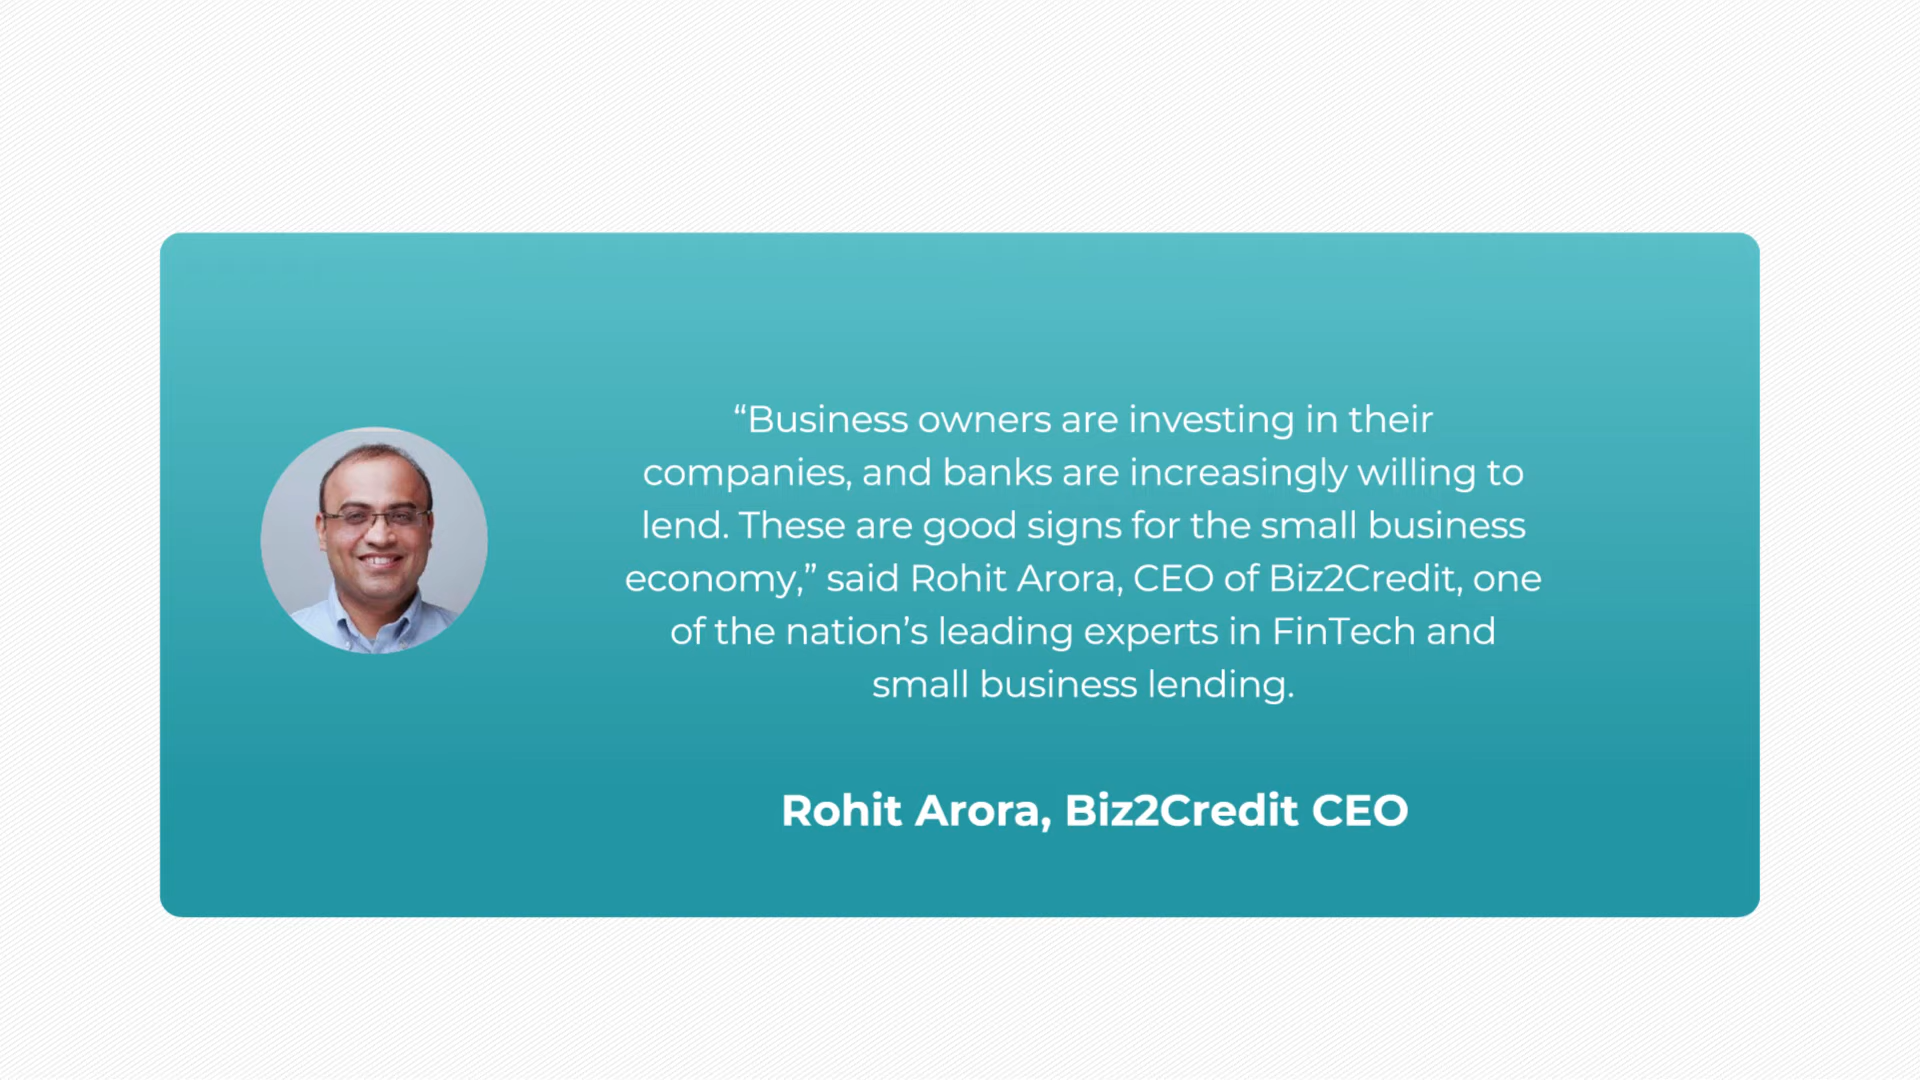 “Business owners are investing in their
companies, and banks are increasingly willing to
lend. These are good signs for the small business
economy,” said Rohit Arora, CEO of Biz2Credit, one
of the nation’s leading experts in FinTech and
small business lending.
Rohit Arora, Biz2Credit CEO